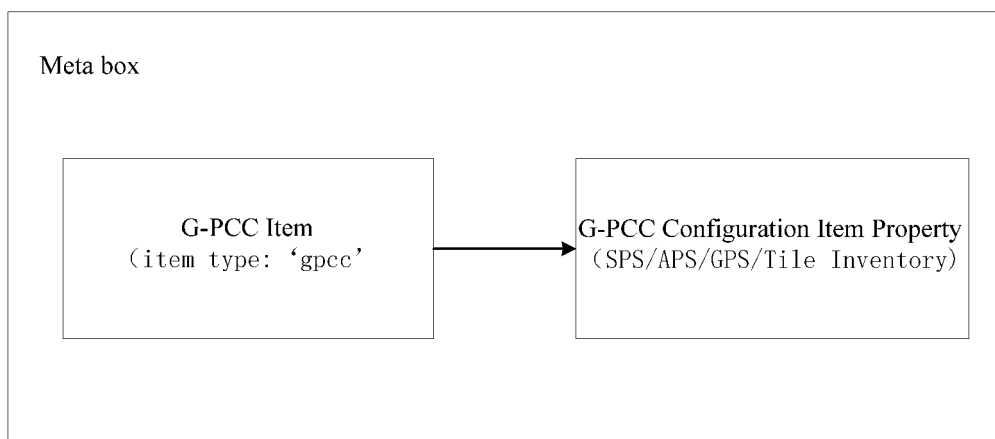 Meta box
G-PCC Item
（item type: ‘gpcc’
G-PCC Configuration Item Property
（SPS/APS/GPS/Tile Inventory）